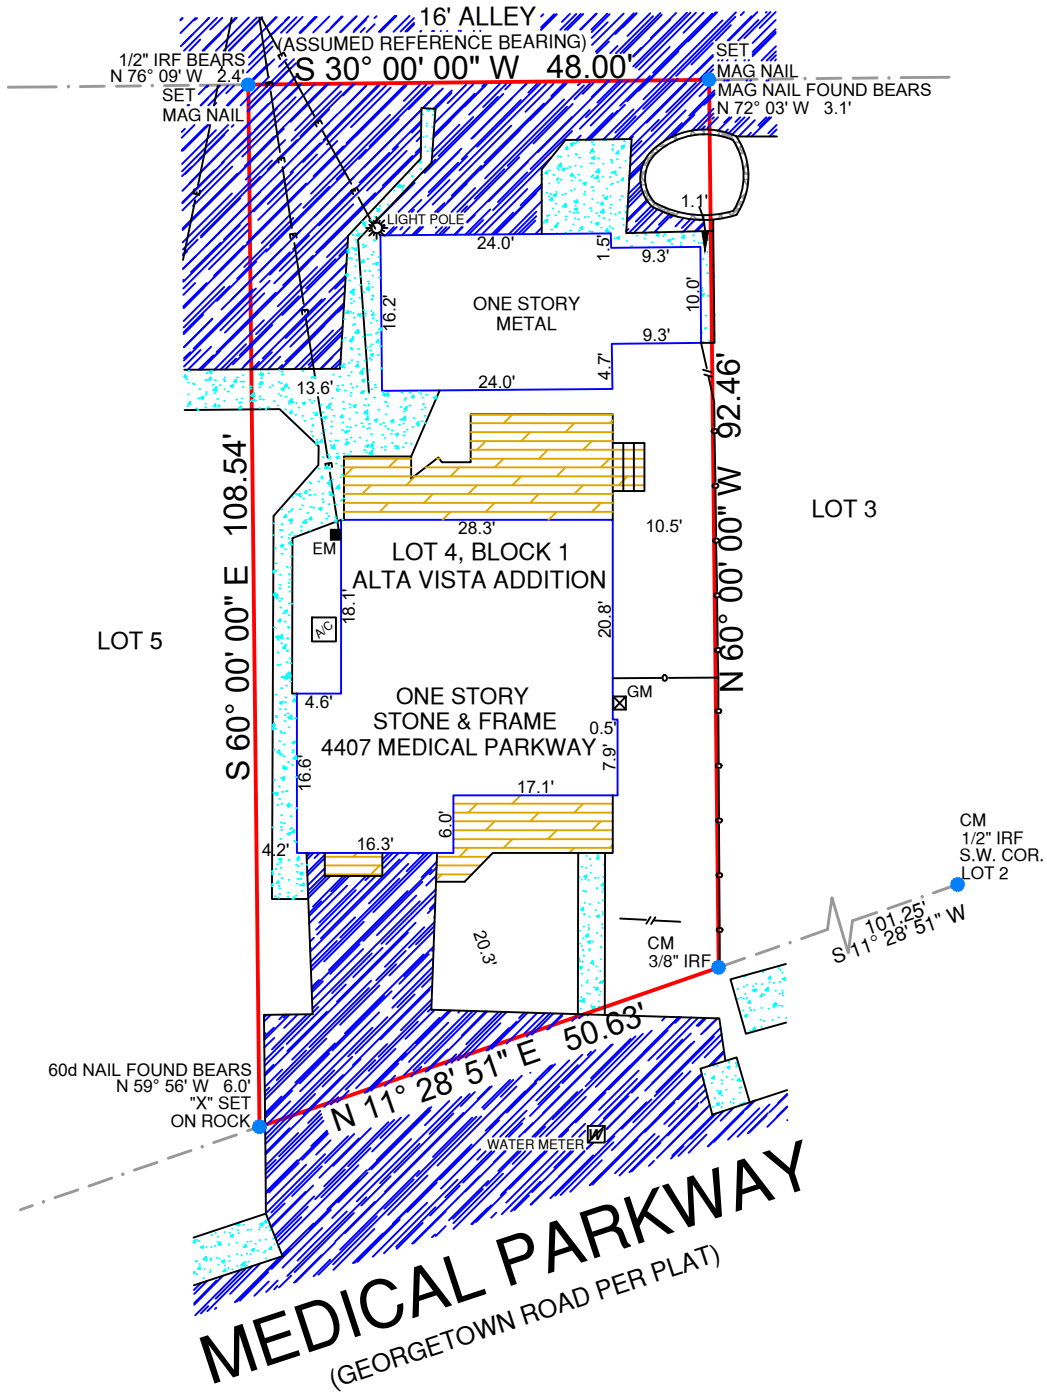 16' ALLEY
(ASSUMED REFERENCE BEARING)
S 30° 00' 00" W 48.00'
1/2" IRF BEARS
N 76° 09' W 2.4'
SET
MAG NAIL
SET
MAG NAIL
MAG NAIL FOUND BEARS
N 72° 03' W 3.1'
E
E
E
E
E
E
E
E
1.1'
LIGHT POLE
24.0'
1.5'
9.3'
16.2'
ONE STORY
METAL
10.0'
9.3'
4.7'
24.0'
13.6'
S 60° 00' 00" E 108.54'
N 60° 00' 00" W 92.46'
LOT 3
LOT 5
28.3'
10.5'
EM
LOT 4, BLOCK 1
ALTA VISTA ADDITION
18.1'
20.8'
A/C
4.6'
GM
ONE STORY
STONE & FRAME
4407 MEDICAL PARKWAY
0.5'
7.9'
16.6'
17.1'
6.0'
16.3'
4.2'
20.3'
CM
1/2" IRF
S.W. COR.
LOT 2
101.25'
S 11° 28' 51" W
CM
3/8" IRF
N 11° 28' 51" E 50.63'
60d NAIL FOUND BEARS
N 59° 56' W 6.0'
"X" SET
ON ROCK
WATER METER
W
MEDICAL PARKWAY
(GEORGETOWN ROAD PER PLAT)